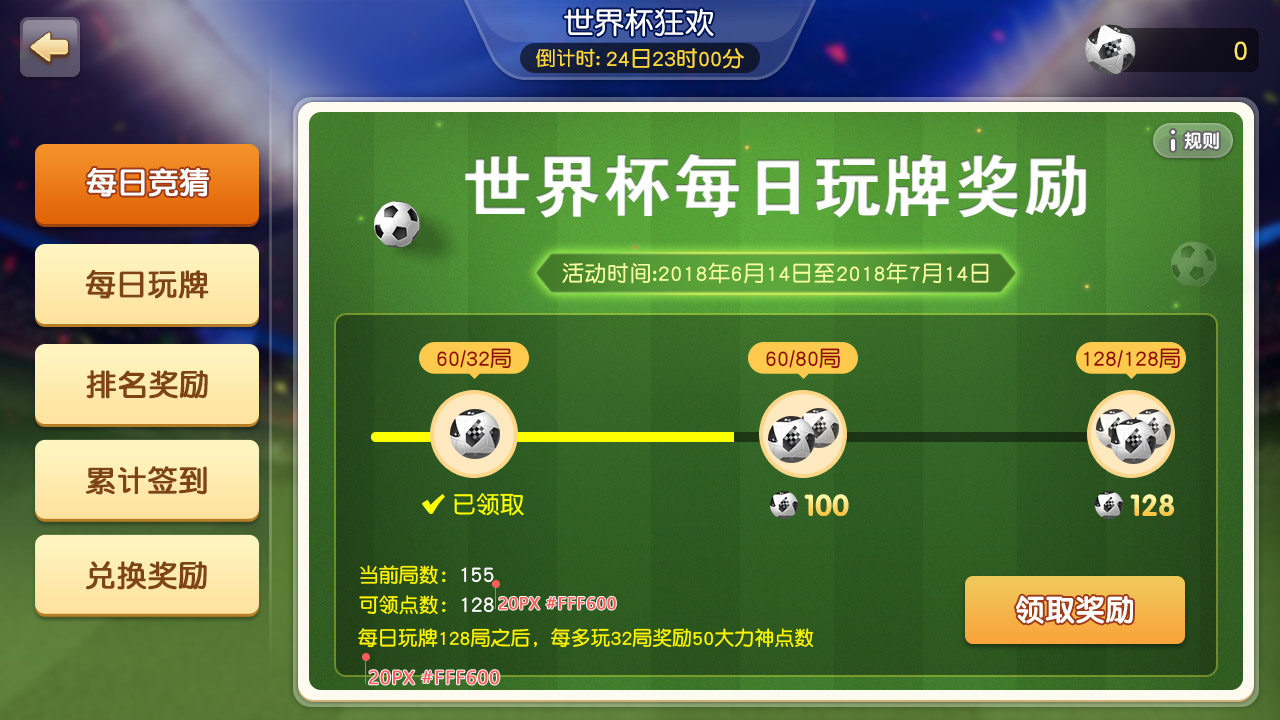 世界杯狂欢
倒计时: 24日23时00分
0
每日竞猜
每日玩牌
排名奖励
累计签到
兑换奖励
规则
世界杯每日玩牌奖励
活动时间:2018年6月14日至2018年7月14日
60/32局
60/80局
128/128局
已领取
100
128
当前局数：155
可领点数：128
20PX #FFF600
每日玩牌128局之后，每多玩32局奖励50大力神点数
20PX #FFF600
领取奖励